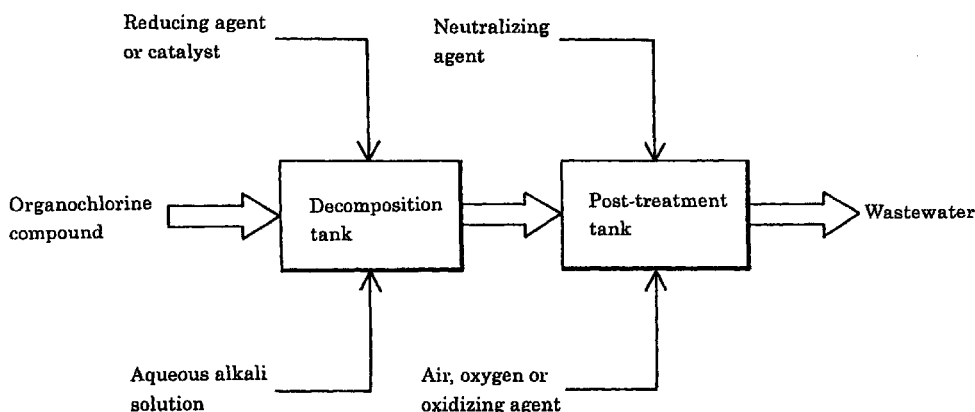 Reducing agent
or catalyst
Neutralizing
agent
Organochlorine
compound
Decomposition
tank
Post-treatment
tank
Wastewater
Aqueous alkali
solution
Air, oxygen or
oxidizing agent